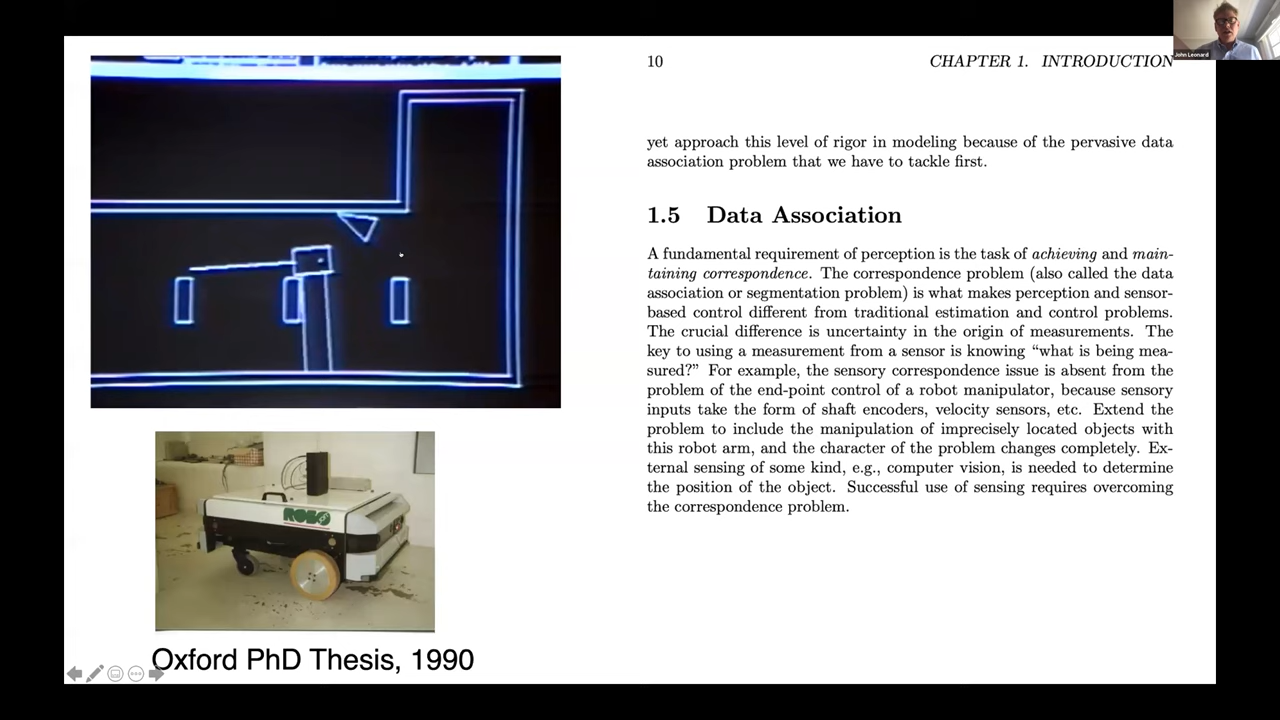 John Leonard
10 CHAPTER 1. INTRODUCTION
yet approach this level of rigor in modeling because of the pervasive data
association problem that we have to tackle first.
1.5 Data Association
A fundamental requirement of perception is the task of achieving and main-
taining correspondence. The correspondence problem (also called the data
association or segmentation problem) is what makes perception and sensor-
based control different from traditional estimation and control problems.
The crucial difference is uncertainty in the origin of measurements. The
key to using a measurement from a sensor is knowing “what is being mea-
sured?” For example, the sensory correspondence issue is absent from the
problem of the end-point control of a robot manipulator, because sensory
inputs take the form of shaft encoders, velocity sensors, etc. Extend the
problem to include the manipulation of imprecisely located objects with
this robot arm, and the character of the problem changes completely. Ex-
ternal sensing of some kind, e.g., computer vision, is needed to determine
the position of the object. Successful use of sensing requires overcoming
the correspondence problem.
ROBO
Oxford PhD Thesis, 1990